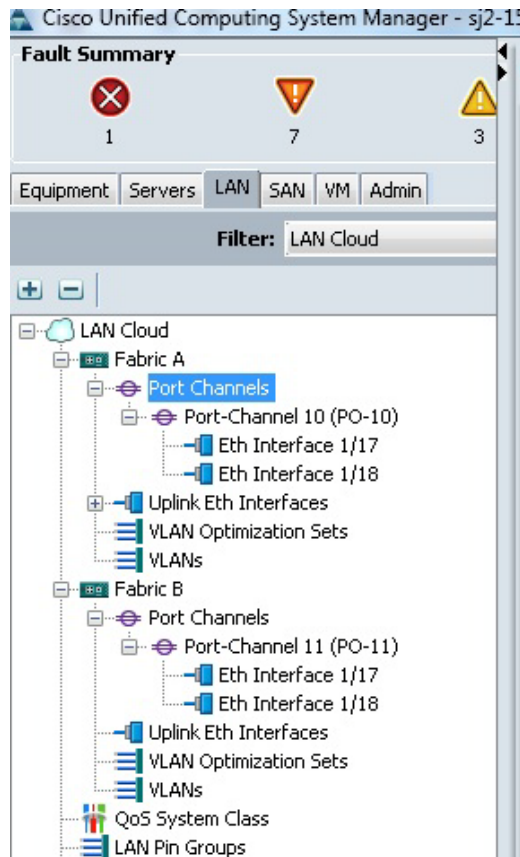 Cisco Unified Computing System Manager - sj2-15
Fault Summary
1 7 3
Equipment Servers LAN SAN VM Admin
Filter: LAN Cloud
LAN Cloud
Fabric A
Port Channels
Port-Channel 10 (PO-10)
Eth Interface 1/17
Eth Interface 1/18
Uplink Eth Interfaces
VLAN Optimization Sets
VLANs
Fabric B
Port Channels
Port-Channel 11 (PO-11)
Eth Interface 1/17
Eth Interface 1/18
Uplink Eth Interfaces
VLAN Optimization Sets
VLANs
QoS System Class
LAN Pin Groups